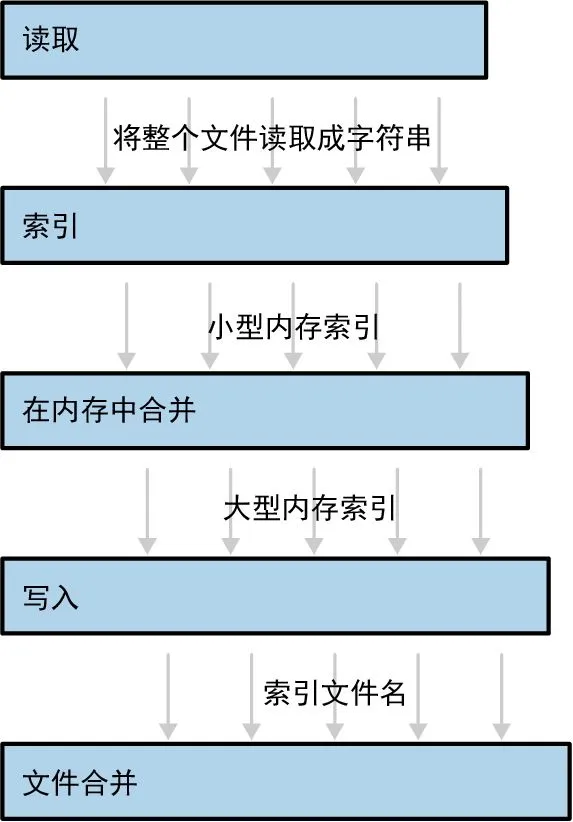 读取
将整个文件读取成字符串
索引
小型内存索引
在内存中合并
大型内存索引
写入
索引文件名
文件合并